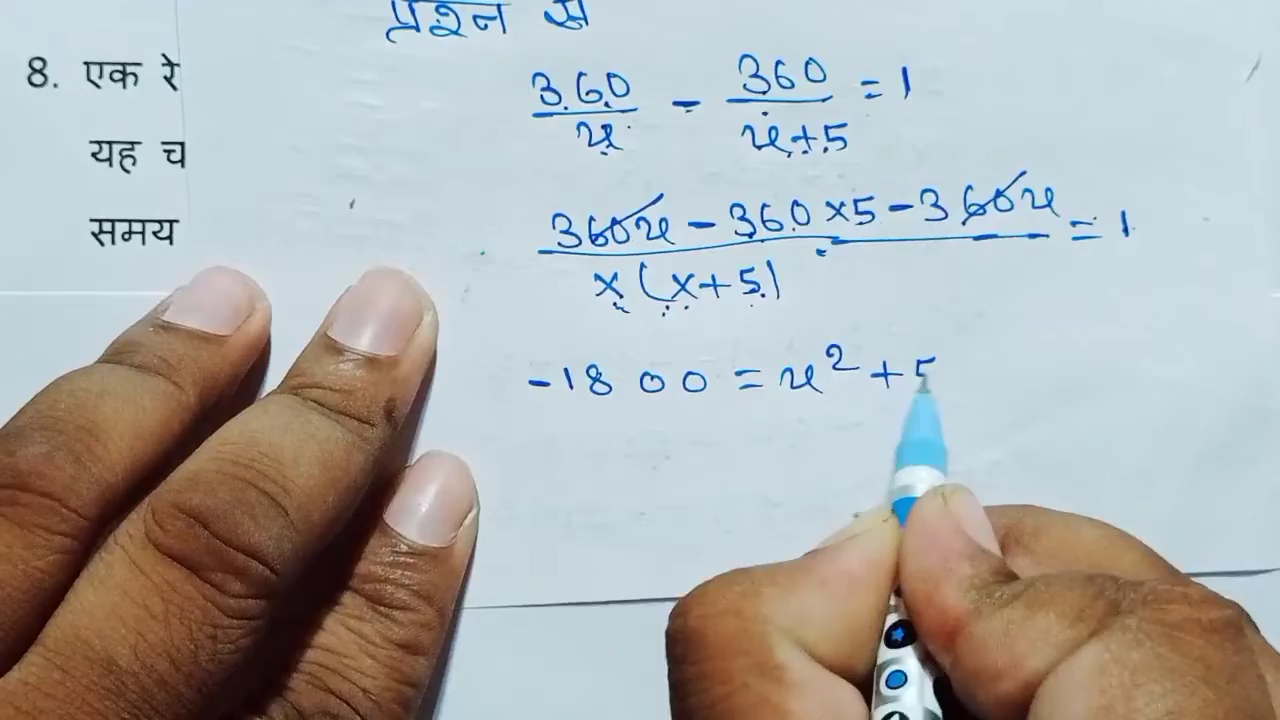 प्रश्न से
8. एक रे
360/x - 360/x+5 = 1
यह च
360x - 360×5 - 360x / x(x+5) = 1
समय
-1800 = x² + 5